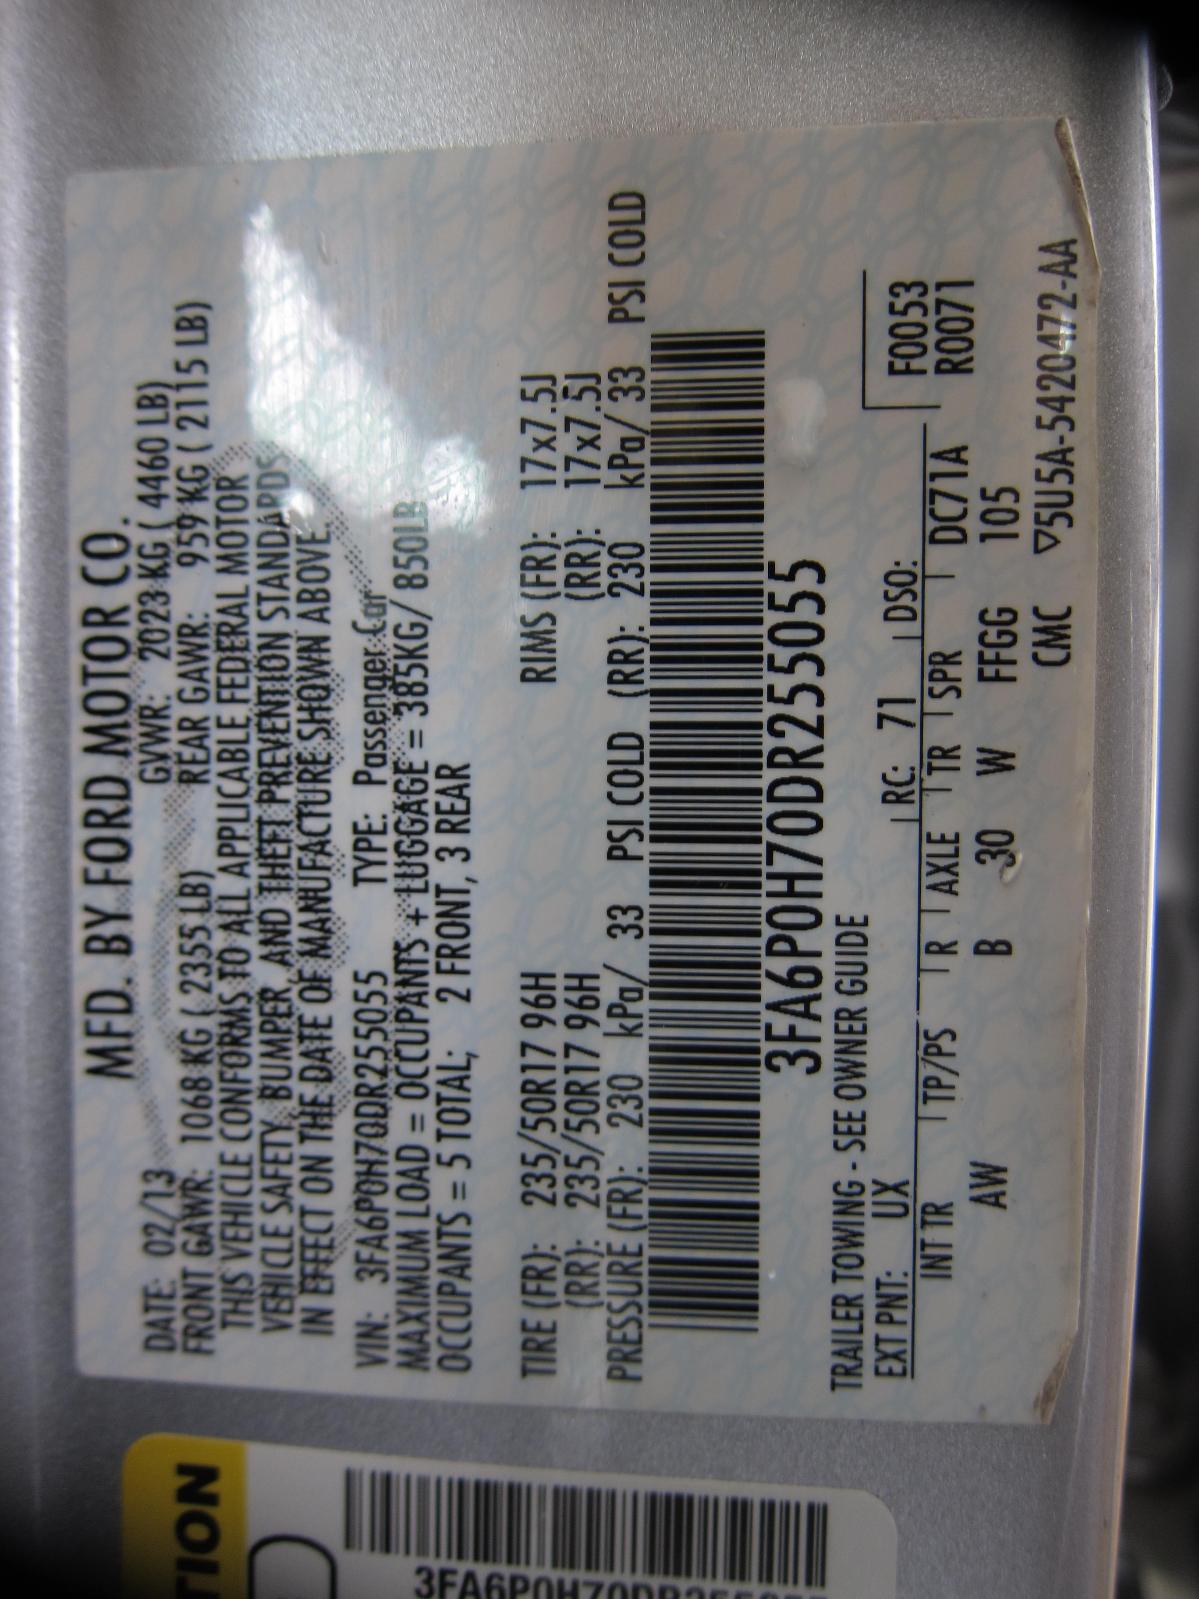 MFD. BY FORD MOTOR CO.
DATE: 02/13 GVWR: 2023 KG ( 4460 LB)
FRONT GAWR: 1068 KG ( 2355 LB) REAR GAWR: 959 KG ( 2115 LB)
THIS VEHICLE CONFORMS TO ALL APPLICABLE FEDERAL MOTOR
VEHICLE SAFETY, BUMPER, AND THEFT PREVENTION STANDARDS
IN EFFECT ON THE DATE OF MANUFACTURE SHOWN ABOVE.
VIN: 3FA6P0H70DR255055 TYPE: Passenger Car
MAXIMUM LOAD = OCCUPANTS + LUGGAGE = 385KG/ 850LB
OCCUPANTS = 5 TOTAL; 2 FRONT, 3 REAR
TIRE (FR): 235/50R17 96H RIMS (FR): 17x7.5J
(RR): 235/50R17 96H (RR): 17x7.5J
PRESSURE (FR): 230 kPa/ 33 PSI COLD (RR): 230 kPa/ 33 PSI COLD
3FA6P0H70DR255055
TRAILER TOWING - SEE OWNER GUIDE
EXT PNT: UX RC: 71 DSO: F0053
INT TR TP/PS R AXLE TR SPR DC71A R0071
AW B 30 W FFGG 105
CMC ▽5U5A-5420472-AA
TION
3FA6P0H70DR255055